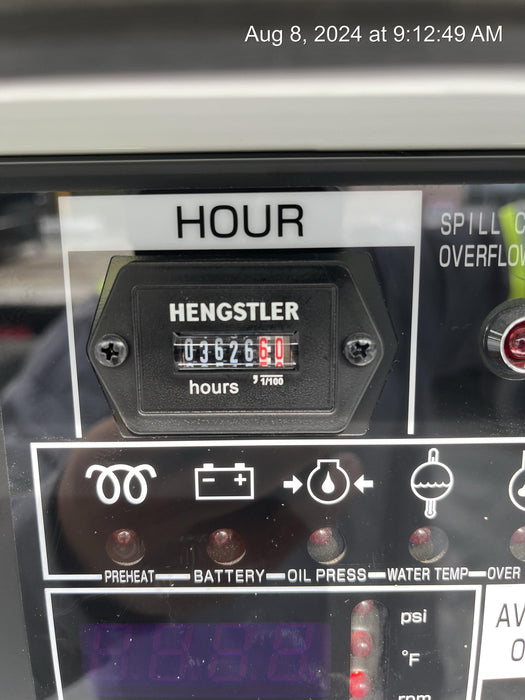 Aug 8, 2024 at 9:12:49 AM
HOUR
SPILL
OVERFLOW
HENGSTLER
0362660
hours , 1/100
- +
PREHEAT BATTERY OIL PRESS WATER TEMP OVER
psi
°F
rpm